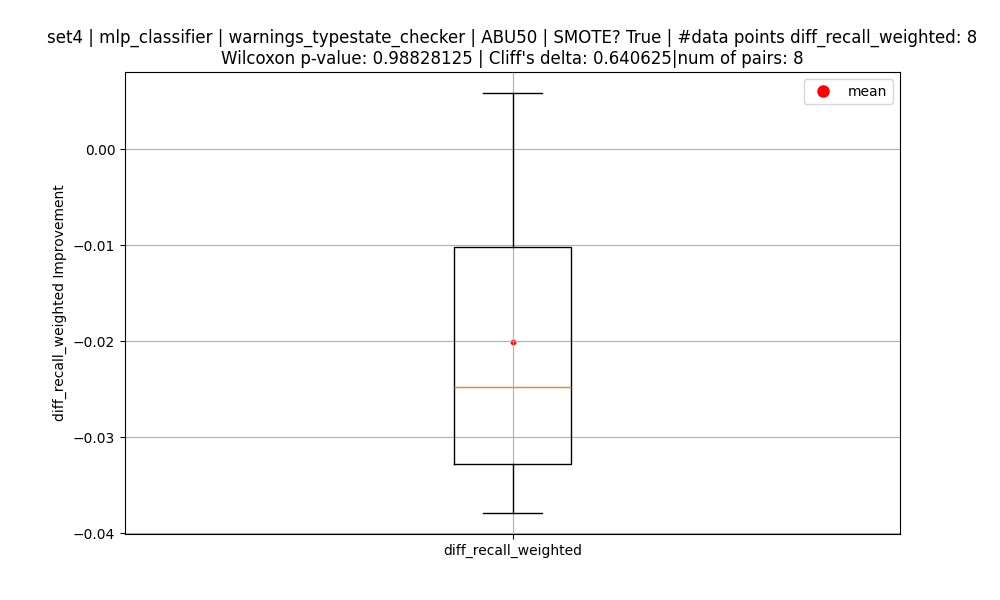 set4 | mlp_classifier | warnings_typestate_checker | ABU50 | SMOTE? True | #data points diff_recall_weighted: 8
Wilcoxon p-value: 0.98828125 | Cliff's delta: 0.640625|num of pairs: 8
mean
0.00
−0.01
−0.02
−0.03
−0.04
diff_recall_weighted Improvement
diff_recall_weighted